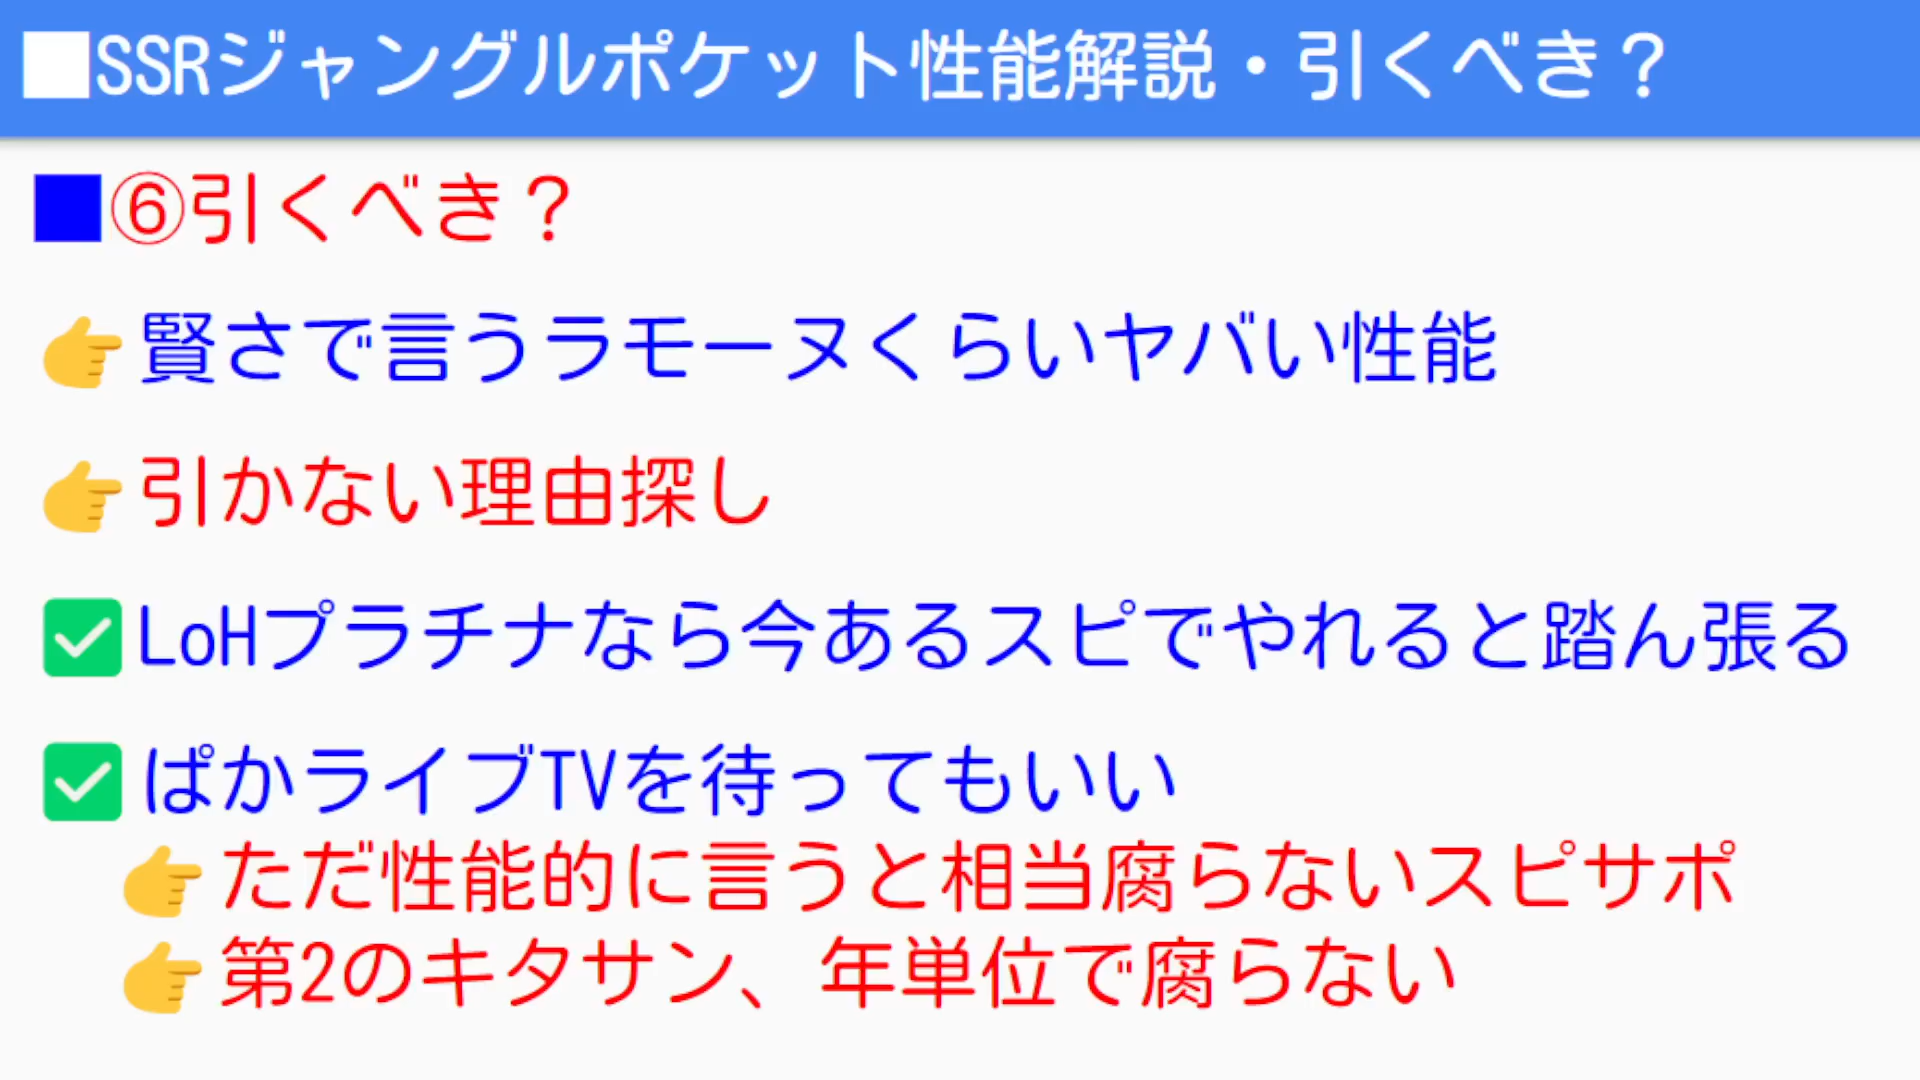 ■SSRジャングルポケット性能解説・引くべき？
■⑥引くべき？
👉賢さで言うラモーヌくらいヤバい性能
👉引かない理由探し
✅LoHプラチナなら今あるスピでやれると踏ん張る
✅ぱかライブTVを待ってもいい
👉ただ性能的に言うと相当腐らないスピサポ
👉第2のキタサン、年単位で腐らない